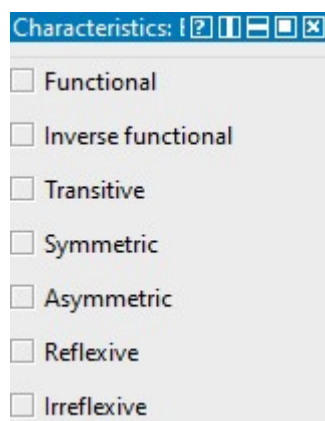 Characteristics:
Functional
Inverse functional
Transitive
Symmetric
Asymmetric
Reflexive
Irreflexive